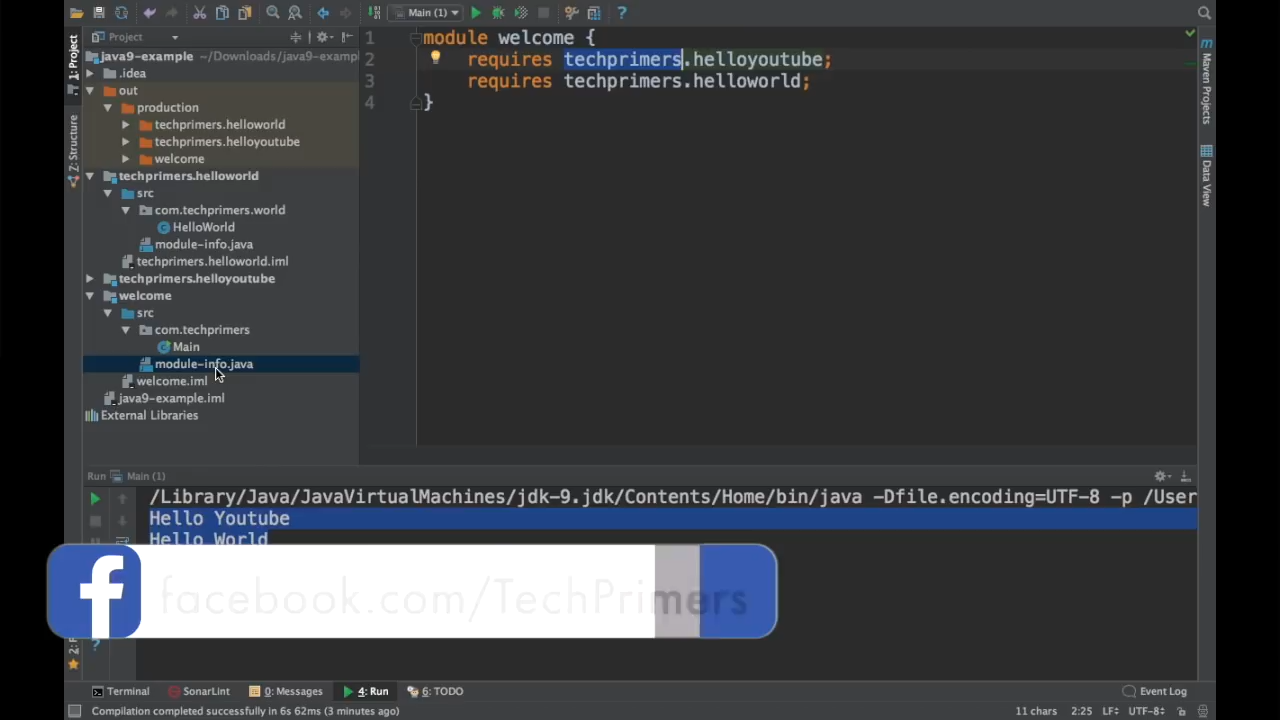 Main (1)
Project
java9-example ~/Downloads/java9-exampl
.idea
out
production
techprimers.helloworld
techprimers.helloyoutube
welcome
techprimers.helloworld
src
com.techprimers.world
HelloWorld
module-info.java
techprimers.helloworld.iml
techprimers.helloyoutube
welcome
src
com.techprimers
Main
module-info.java
welcome.iml
java9-example.iml
External Libraries
1: Project
Z: Structure
1 module welcome {
2 requires techprimers.helloyoutube;
3 requires techprimers.helloworld;
4 }
Maven Projects
Data View
Run Main (1)
/Library/Java/JavaVirtualMachines/jdk-9.jdk/Contents/Home/bin/java -Dfile.encoding=UTF-8 -p /User
Hello Youtube
Hello World
facebook.com/TechPrimers
Terminal SonarLint 0: Messages 4: Run 6: TODO Event Log
Compilation completed successfully in 6s 62ms (3 minutes ago) 11 chars 2:25 LF÷ UTF-8÷